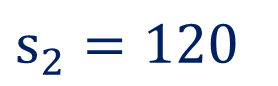 s₂ = 120